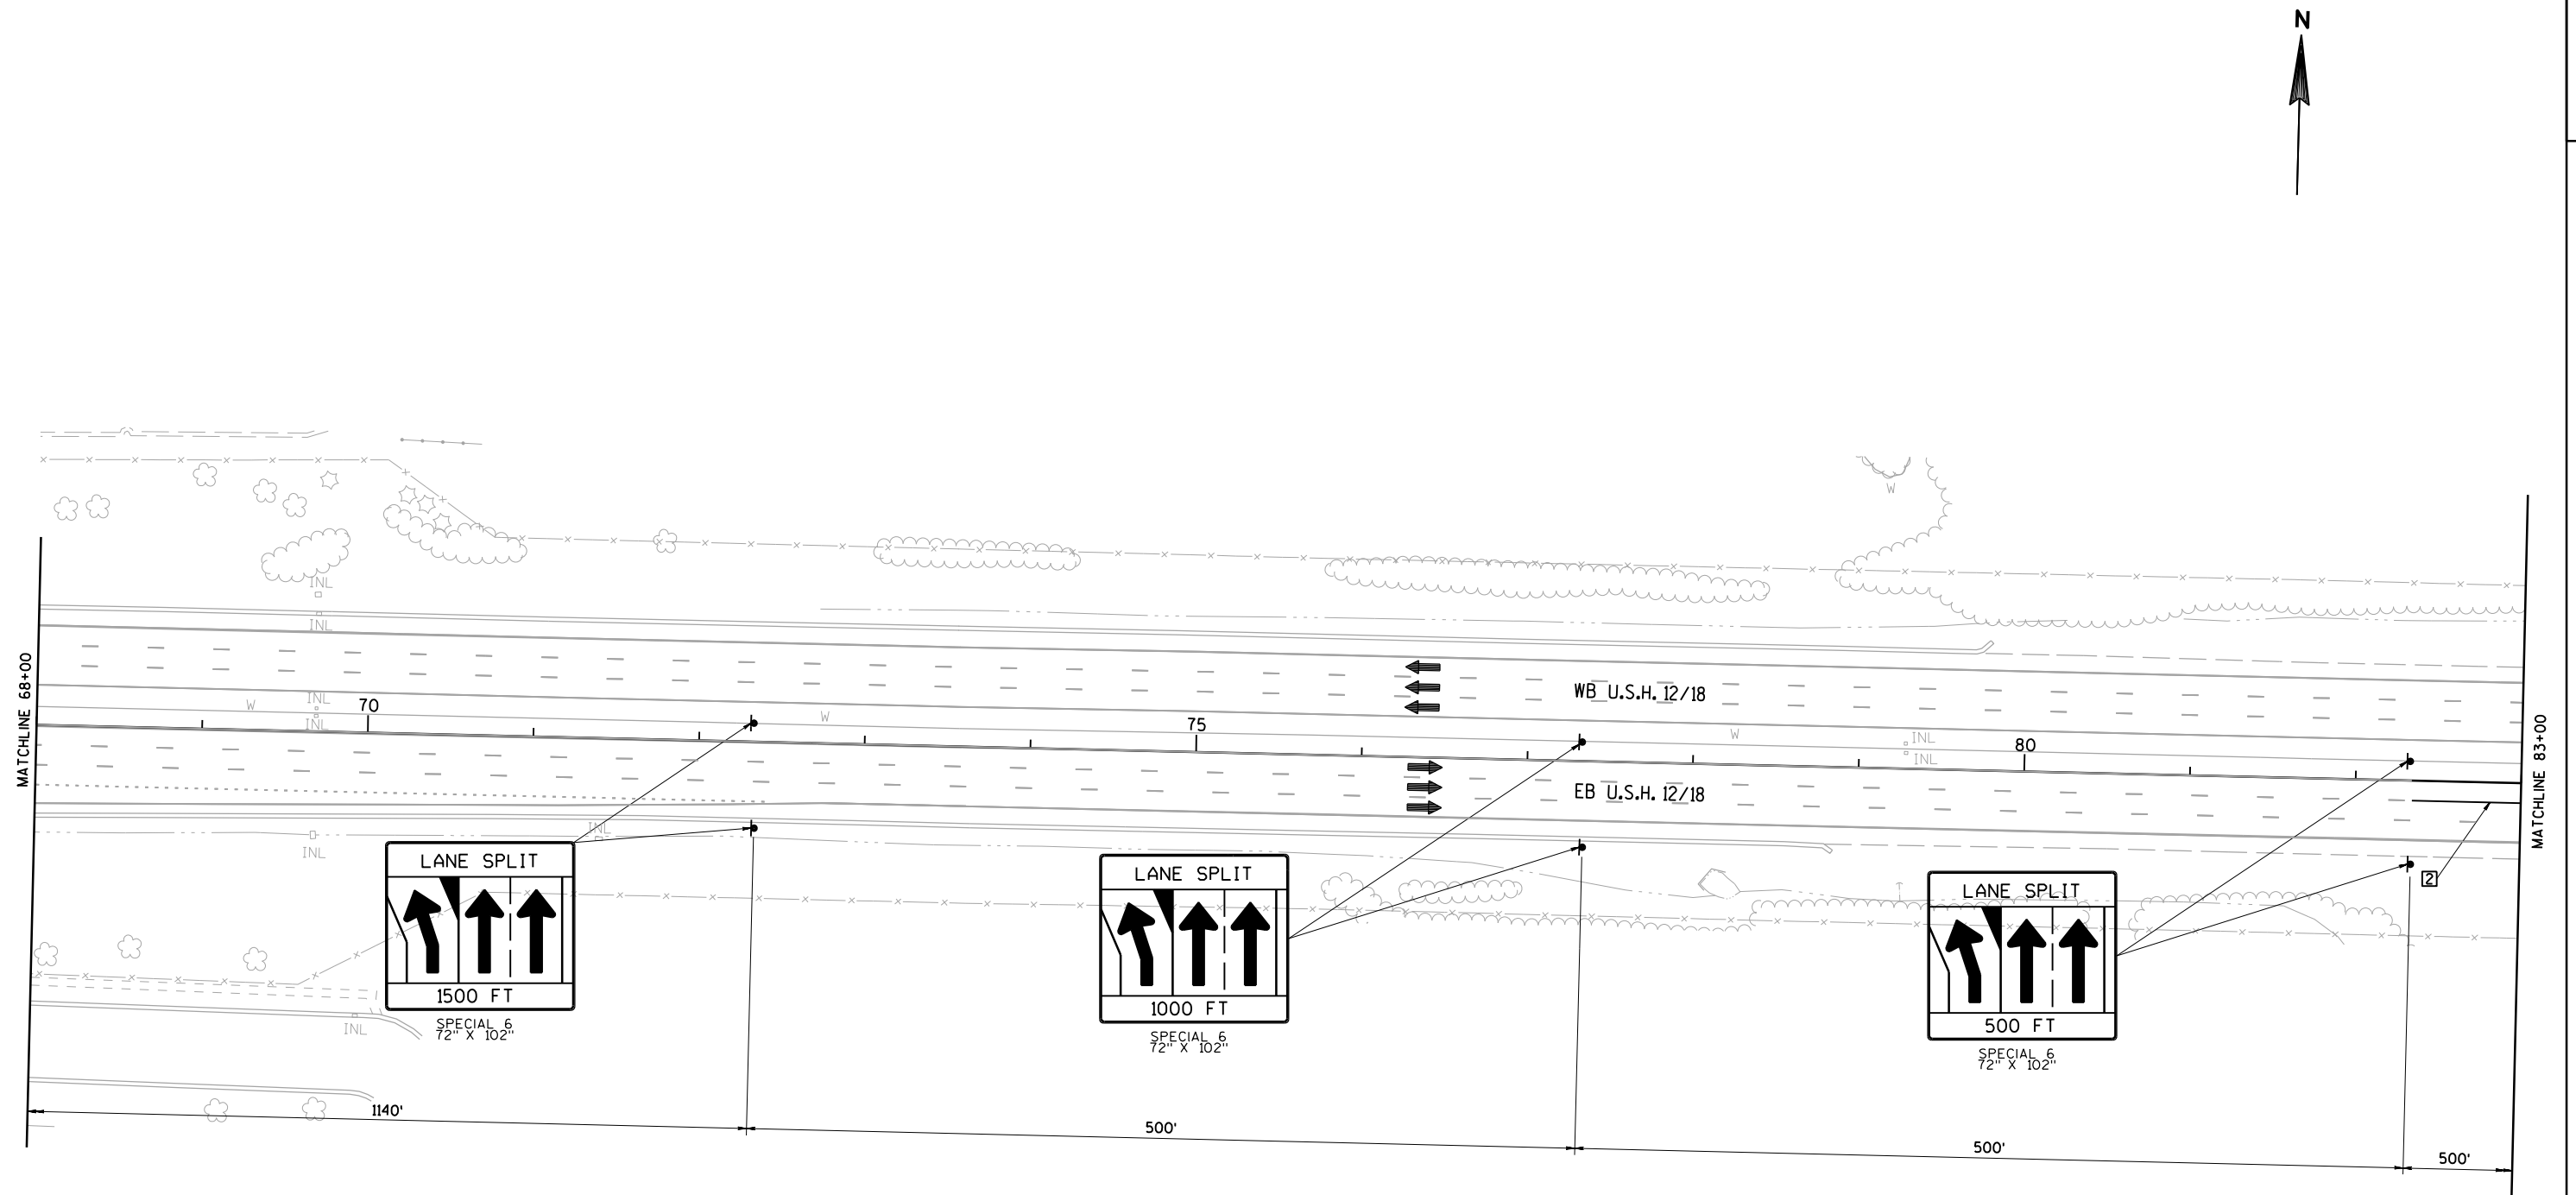 N
W
INL
INL
MATCHLINE 68+00
MATCHLINE 83+00
WB U.S.H. 12/18
INL
W
70
INL
W
75
W
INL
80
INL
EB U.S.H. 12/18
INL
INL
2
LANE SPLIT
1500 FT
SPECIAL 6
72" X 102"
LANE SPLIT
1000 FT
SPECIAL 6
72" X 102"
LANE SPLIT
500 FT
SPECIAL 6
72" X 102"
INL
1140'
500'
500'
500'